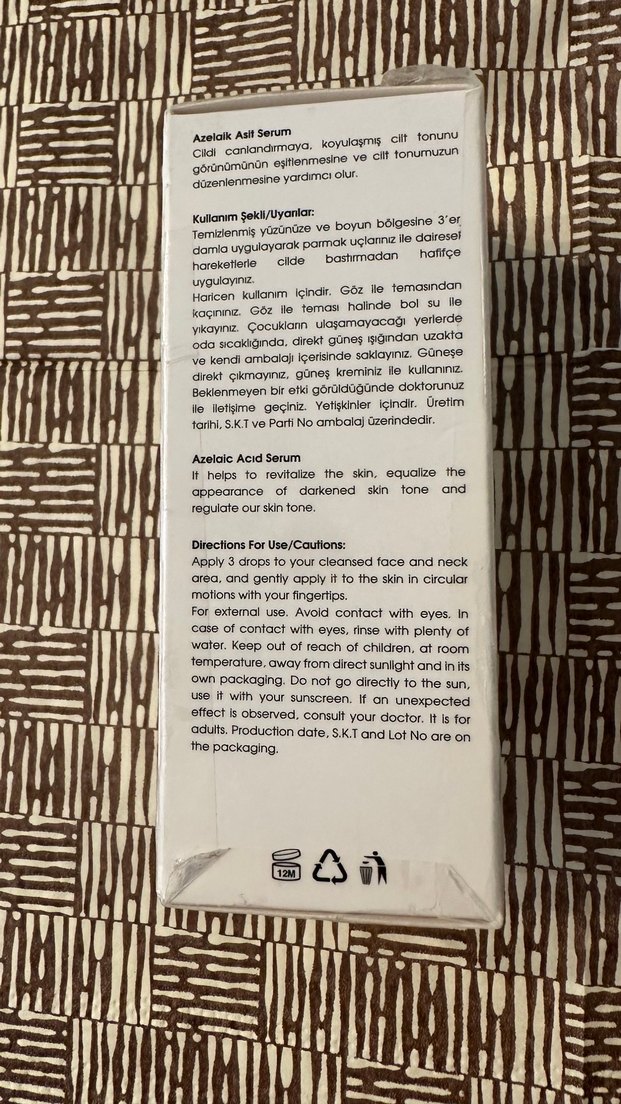 Azelaik Asit Serum
Cildi canlandırmaya, koyulaşmış cilt tonunu
görünümünün eşitlenmesine ve cilt tonumuzun
düzenlenmesine yardımcı olur.
Kullanım Şekli/Uyarılar:
Temizlenmiş yüzünüze ve boyun bölgesine 3'er
damla uygulayarak parmak uçlarınız ile dairesel
hareketlerle cilde bastırmadan hafifçe
uygulayınız.
Haricen kullanım içindir. Göz ile temasından
kaçınınız. Göz ile teması halinde bol su ile
yıkayınız. Çocukların ulaşamayacağı yerlerde
oda sıcaklığında, direkt güneş ışığından uzakta
ve kendi ambalajı içerisinde saklayınız. Güneşe
direkt çıkmayınız, güneş kreminiz ile kullanınız.
Beklenmeyen bir etki görüldüğünde doktorunuz
ile iletişime geçiniz. Yetişkinler içindir. Üretim
tarihi, S.K.T ve Parti No ambalaj üzerindedir.
Azelaic Acıd Serum
It helps to revitalize the skin, equalize the
appearance of darkened skin tone and
regulate our skin tone.
Directions For Use/Cautions:
Apply 3 drops to your cleansed face and neck
area, and gently apply it to the skin in circular
motions with your fingertips.
For external use. Avoid contact with eyes. In
case of contact with eyes, rinse with plenty of
water. Keep out of reach of children, at room
temperature, away from direct sunlight and in its
own packaging. Do not go directly to the sun,
use it with your sunscreen. If an unexpected
effect is observed, consult your doctor. It is for
adults. Production date, S.K.T and Lot No are on
the packaging.
12M